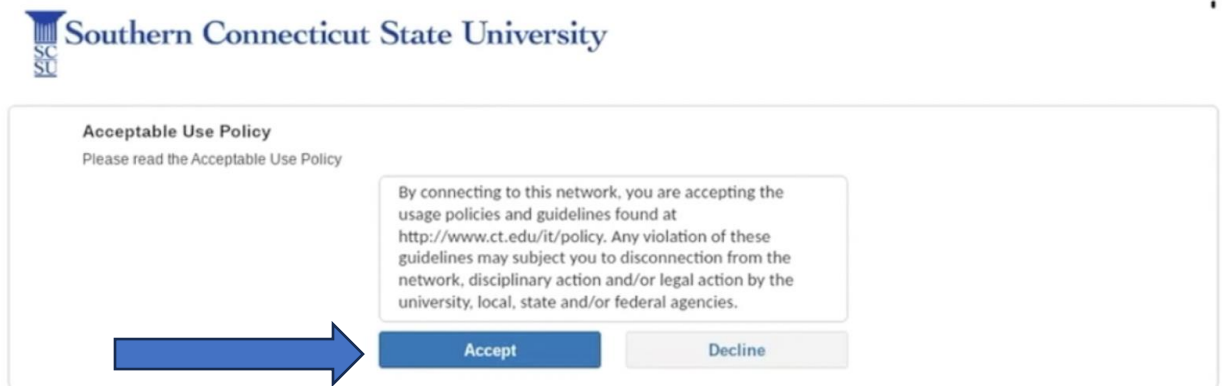 Southern Connecticut State University
SC
SU
Acceptable Use Policy
Please read the Acceptable Use Policy
By connecting to this network, you are accepting the
usage policies and guidelines found at
http://www.ct.edu/it/policy. Any violation of these
guidelines may subject you to disconnection from the
network, disciplinary action and/or legal action by the
university, local, state and/or federal agencies.
Accept Decline